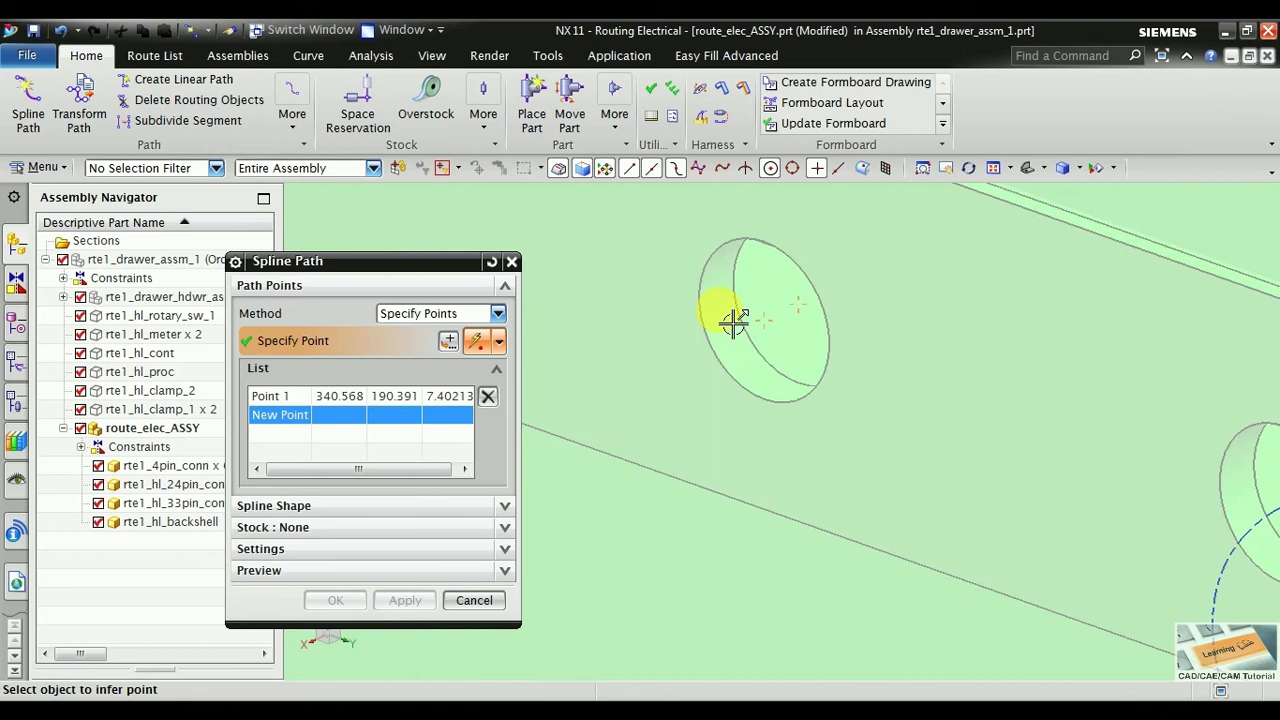 NX 11 - Routing Electrical - [route_elec_ASSY.prt (Modified) in Assembly rte1_drawer_assm_1.prt]
SIEMENS
Switch Window
Window
File
Home
Route List
Assemblies
Curve
Analysis
Render
Tools
Application
Easy Fill Advanced
Find a Command
Spline Path
Transform Path
Create Linear Path
Delete Routing Objects
Subdivide Segment
More
Path
Space Reservation
Overstock
More
Stock
Place Part
Move Part
More
Part
Utili...
Harness
Create Formboard Drawing
Formboard Layout
Update Formboard
Formboard
Menu
No Selection Filter
Entire Assembly
Assembly Navigator
Descriptive Part Name
Sections
rte1_drawer_assm_1 (Orc
Constraints
rte1_drawer_hdwr_as
rte1_hl_rotary_sw_1
rte1_hl_meter x 2
rte1_hl_cont
rte1_hl_proc
rte1_hl_clamp_2
rte1_hl_clamp_1 x 2
route_elec_ASSY
Constraints
rte1_4pin_conn x
rte1_hl_24pin_con
rte1_hl_33pin_con
rte1_hl_backshell
Spline Path
Path Points
Method
Specify Points
Specify Point
List
Point 1 340.568 190.391 7.40213
New Point
Spline Shape
Stock : None
Settings
Preview
OK
Apply
Cancel
X
Y
Learning
CAD/CAE/CAM Tutorial
Select object to infer point